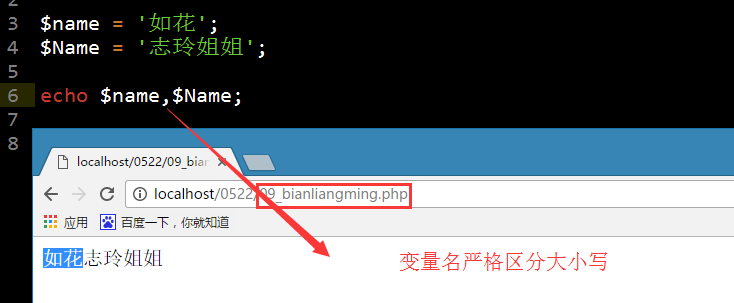 2
3 $name = '如花';
4 $Name = '志玲姐姐';
5
6 echo $name,$Name;
7
8
localhost/0522/09_bian
localhost/0522/09_bianliangming.php
应用 百度一下，你就知道
如花志玲姐姐
变量名严格区分大小写